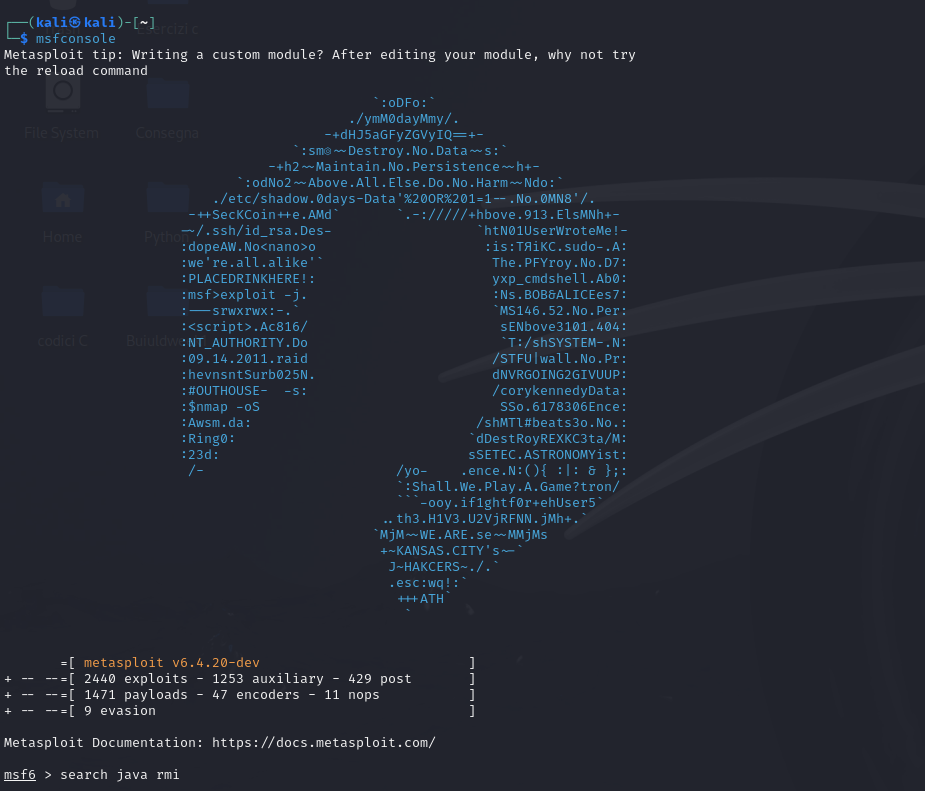 ┌──(kali㉿kali)-[~]
└─$ msfconsole
Metasploit tip: Writing a custom module? After editing your module, why not try
the reload command
File System
Consegna
Home
Python
codici C
`:oDFo:`
./ymM0dayMmy/.
-+dHJ5aGFyZGVyIQ==+-
`:sm⏣~~Destroy.No.Data~~s:`
-+h2~~Maintain.No.Persistence~~h+-
`:odNo2~~Above.All.Else.Do.No.Harm~~Ndo:`
./etc/shadow.0days-Data'%20OR%201=1--.No.0MN8'/.
-++SecKCoin++e.AMd` `.-://///+hbove.913.ElsMNh+-
-~/.ssh/id_rsa.Des- `htN01UserWroteMe!-
:dopeAW.No<nano>o :is:TЯiKC.sudo-.A:
:we're.all.alike'` The.PFYroy.No.D7:
:PLACEDRINKHERE!: yxp_cmdshell.Ab0:
:msf>exploit -j. :Ns.BOB&ALICEes7:
:---srwxrwx:-.` `MS146.52.No.Per:
:<script>.Ac816/ sENbove3101.404:
:NT_AUTHORITY.Do `T:/shSYSTEM-.N:
:09.14.2011.raid /STFU|wall.No.Pr:
:hevnsntSurb025N. dNVRGOING2GIVUUP:
:#OUTHOUSE- -s: /corykennedyData:
:$nmap -oS SSo.6178306Ence:
:Awsm.da: /shMTl#beats3o.No.:
:Ring0: `dDestRoyREXKC3ta/M:
:23d: sSETEC.ASTRONOMYist:
/- /yo- .ence.N:(){ :|: & };:
`:Shall.We.Play.A.Game?tron/
```-ooy.if1ghtf0r+ehUser5`
..th3.H1V3.U2VjRFNN.jMh+.`
`MjM~~WE.ARE.se~~MMjMs
+~KANSAS.CITY's~-`
J~HAKCERS~./.`
.esc:wq!:`
+++ATH`
`
=[ metasploit v6.4.20-dev ]
+ -- --=[ 2440 exploits - 1253 auxiliary - 429 post ]
+ -- --=[ 1471 payloads - 47 encoders - 11 nops ]
+ -- --=[ 9 evasion ]
Metasploit Documentation: https://docs.metasploit.com/
msf6 > search java rmi